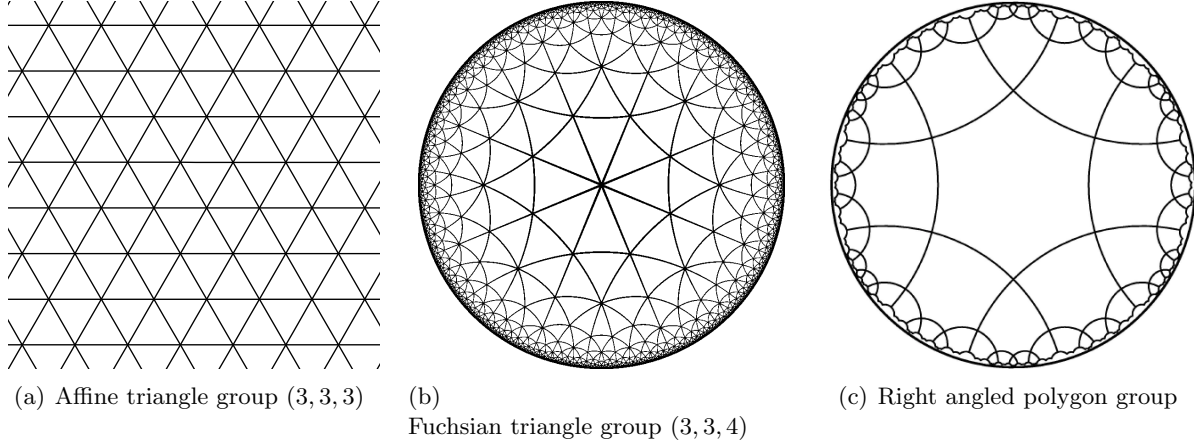 (a) Affine triangle group (3, 3, 3)
(b)
Fuchsian triangle group (3, 3, 4)
(c) Right angled polygon group